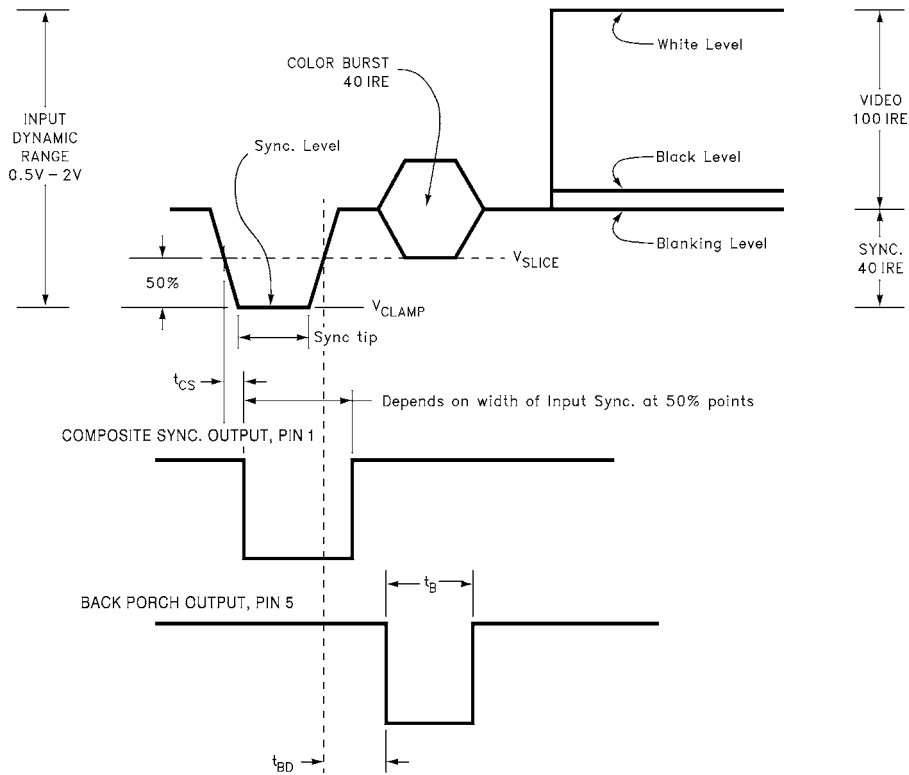 White Level
COLOR BURST
40 IRE
INPUT
DYNAMIC
RANGE
0.5V – 2V
VIDEO
100 IRE
Sync. Level
Black Level
Blanking Level
VSLICE
SYNC.
40 IRE
50%
VCLAMP
Sync tip
tCS
Depends on width of Input Sync. at 50% points
COMPOSITE SYNC. OUTPUT, PIN 1
tB
BACK PORCH OUTPUT, PIN 5
tBD